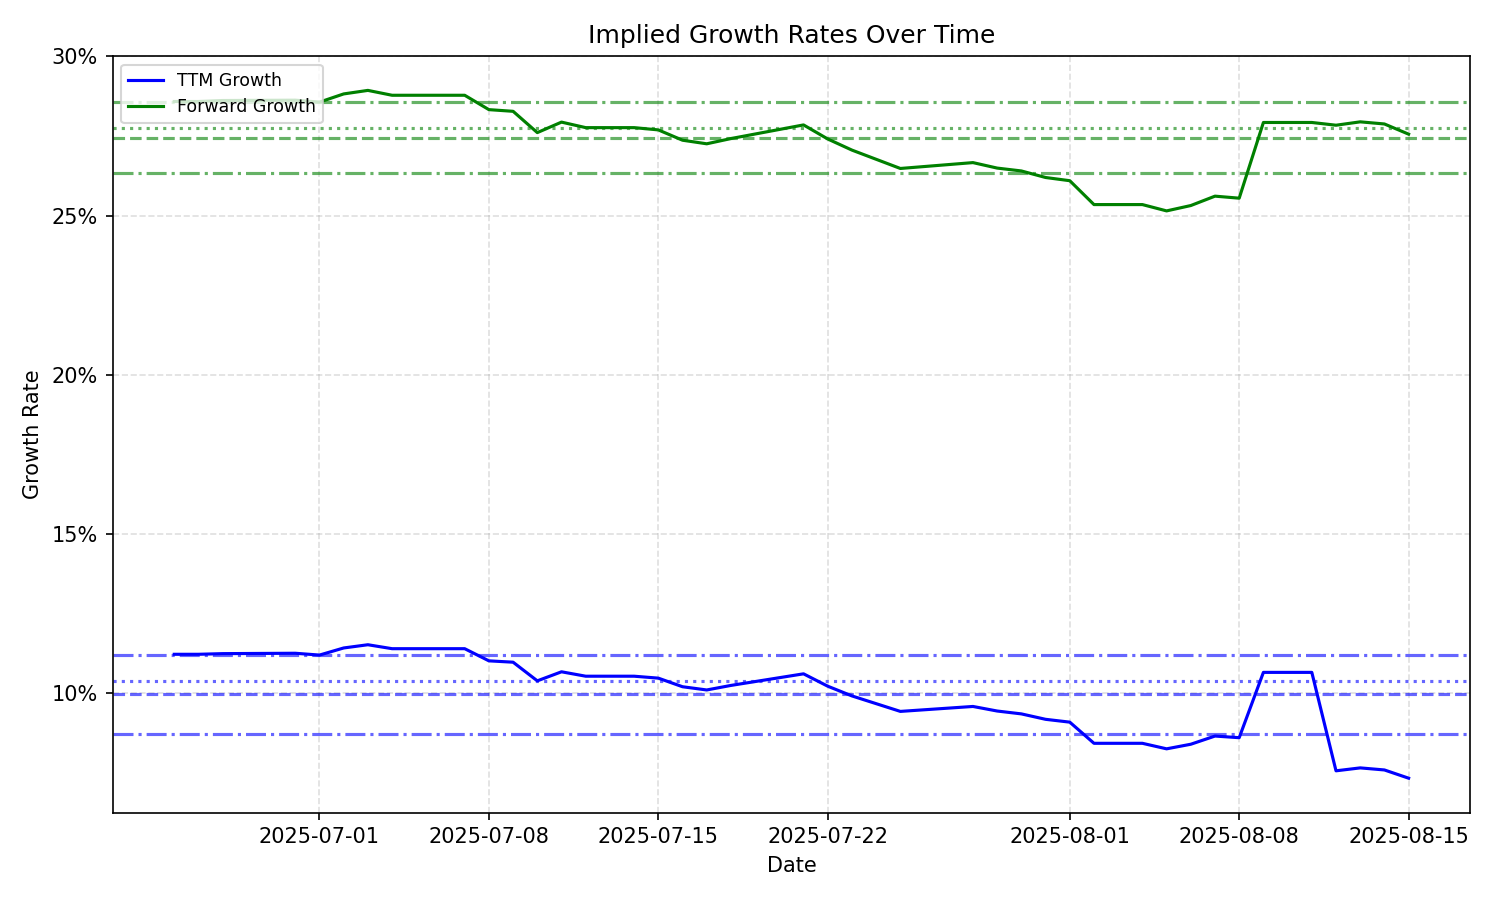 Implied Growth Rates Over Time
TTM Growth
Forward Growth
30%
25%
20%
15%
10%
Growth Rate
2025-07-01
2025-07-08
2025-07-15
2025-07-22
2025-08-01
2025-08-08
2025-08-15
Date